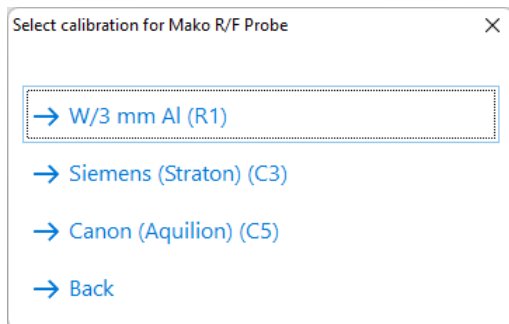 Select calibration for Mako R/F Probe
→ W/3 mm Al (R1)
→ Siemens (Straton) (C3)
→ Canon (Aquilion) (C5)
→ Back